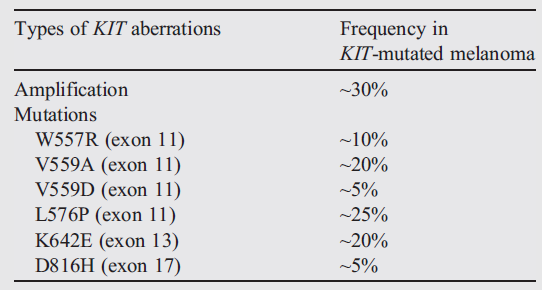 Types of KIT aberrations Frequency in
KIT-mutated melanoma
Amplification ~30%
Mutations
W557R (exon 11) ~10%
V559A (exon 11) ~20%
V559D (exon 11) ~5%
L576P (exon 11) ~25%
K642E (exon 13) ~20%
D816H (exon 17) ~5%